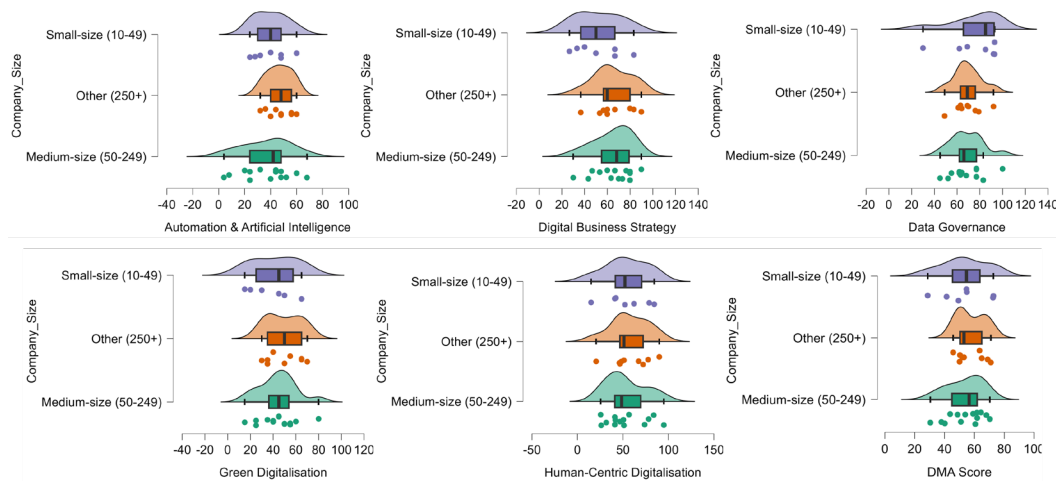 Company_Size
Small-size (10-49)
Other (250+)
Medium-size (50-249)
-40 -20 0 20 40 60 80 100
Automation & Artificial Intelligence
Company_Size
Small-size (10-49)
Other (250+)
Medium-size (50-249)
-20 0 20 40 60 80 100 120 140
Digital Business Strategy
Company_Size
Small-size (10-49)
Other (250+)
Medium-size (50-249)
-20 0 20 40 60 80 100 120 140
Data Governance
Company_Size
Small-size (10-49)
Other (250+)
Medium-size (50-249)
-40 -20 0 20 40 60 80 100 120
Green Digitalisation
Company_Size
Small-size (10-49)
Other (250+)
Medium-size (50-249)
-50 0 50 100 150
Human-Centric Digitalisation
Company_Size
Small-size (10-49)
Other (250+)
Medium-size (50-249)
0 20 40 60 80 100
DMA Score